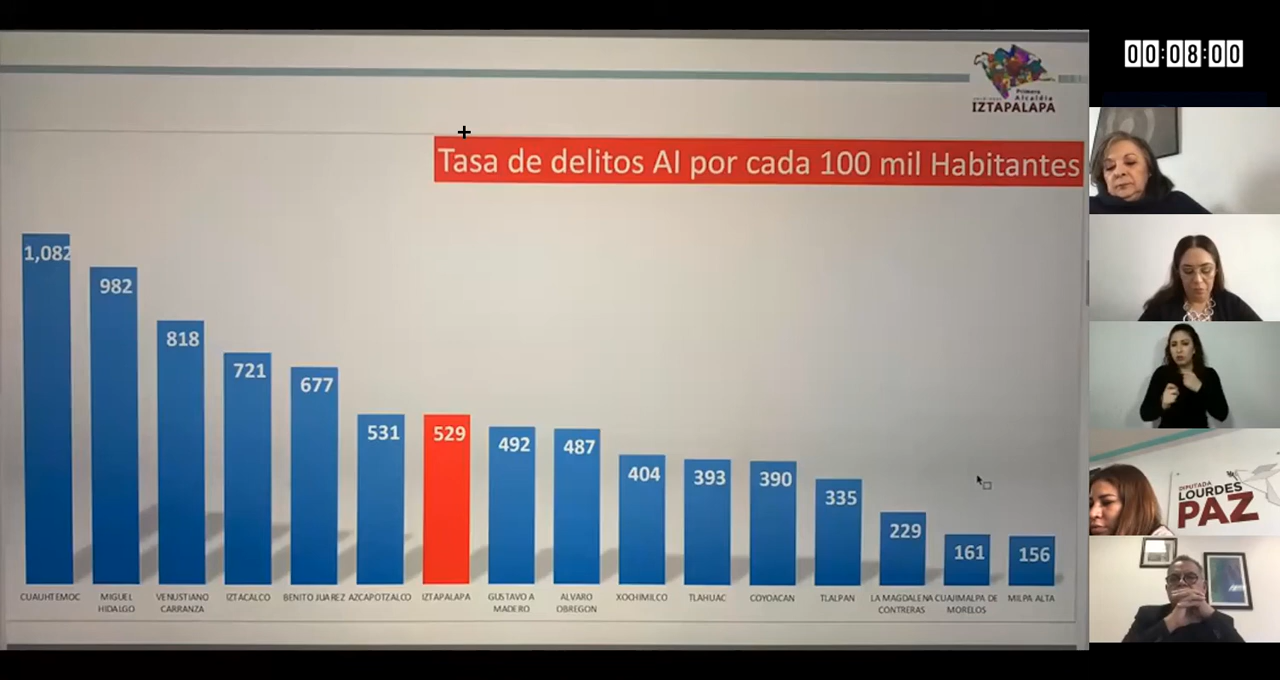 00:08:00
Primera
Alcaldía
IZTAPALAPA
Tasa de delitos AI por cada 100 mil Habitantes
1,082
982
818
721
677
531
529
492
487
404
393
390
335
229
161
156
CUAUHTEMOC
MIGUEL
HIDALGO
VENUSTIANO
CARRANZA
IZTACALCO
BENITO JUAREZ
AZCAPOTZALCO
IZTAPALAPA
GUSTAVO A
MADERO
ALVARO
OBREGON
XOCHIMILCO
TLAHUAC
COYOACAN
TLALPAN
LA MAGDALENA
CONTRERAS
CUAJIMALPA DE
MORELOS
MILPA ALTA
DIPUTADA
LOURDES
PAZ